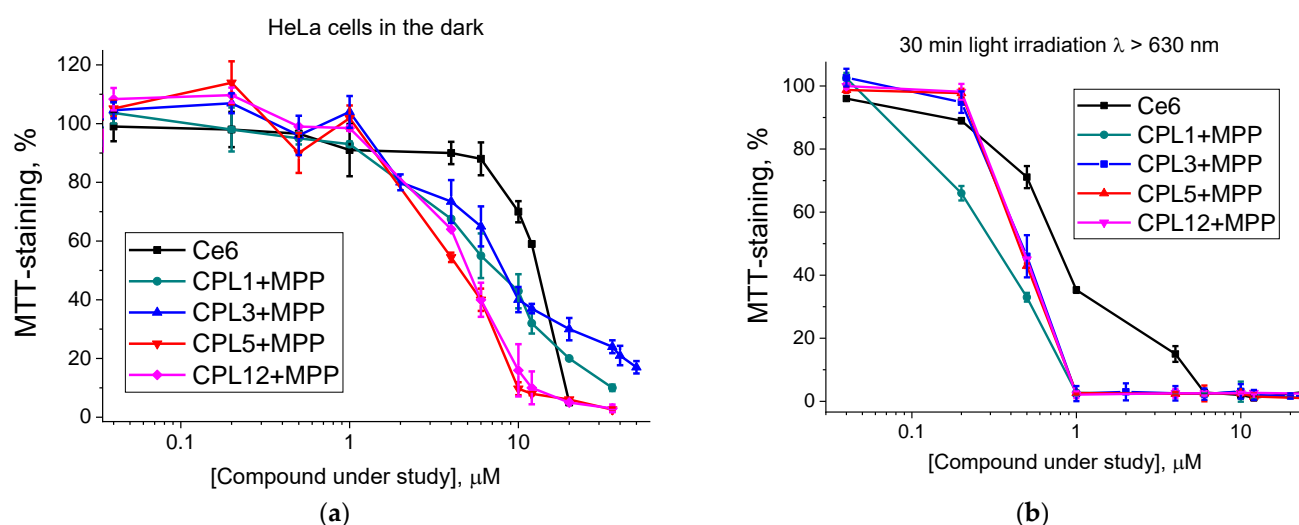 HeLa cells in the dark
120
100
80
60
40
20
0
MTT-staining, %
Ce6
CPL1+MPP
CPL3+MPP
CPL5+MPP
CPL12+MPP
0.1
1
10
[Compound under study], μM
(a)
30 min light irradiation λ > 630 nm
100
80
60
40
20
0
MTT-staining, %
Ce6
CPL1+MPP
CPL3+MPP
CPL5+MPP
CPL12+MPP
0.1
1
10
[Compound under study], μM
(b)